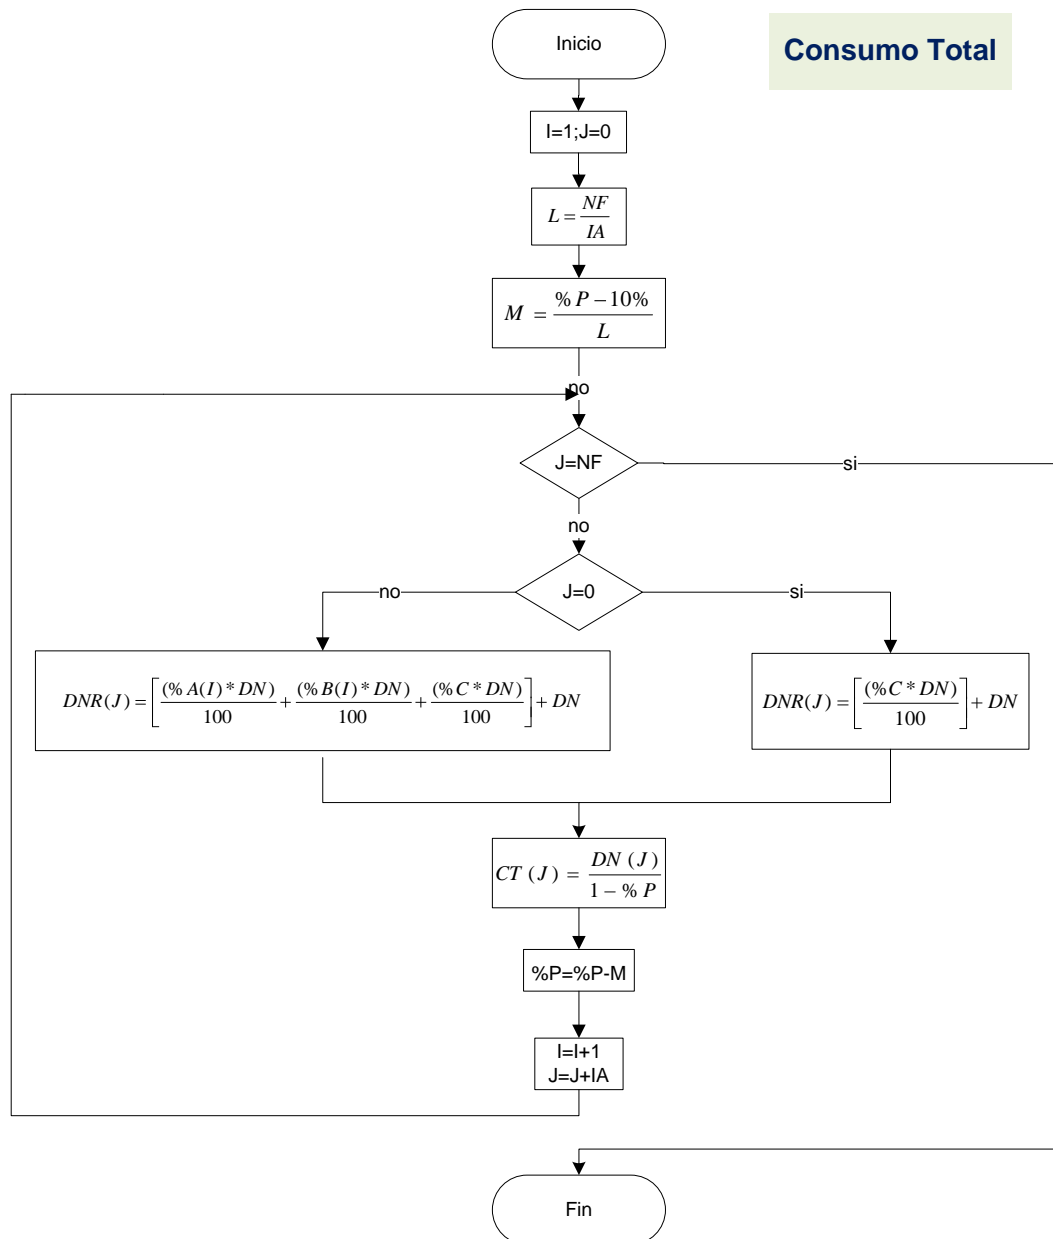 Inicio
Consumo Total
I=1;J=0
L = NF / IA
M = % P − 10% / L
no
J=NF
si
no
J=0
no
si
DNR(J) = [ (% A(I) * DN) / 100 + (% B(I) * DN) / 100 + (% C * DN) / 100 ] + DN
DNR(J) = [ (% C * DN) / 100 ] + DN
CT (J) = DN (J) / 1 − % P
%P=%P-M
I=I+1
J=J+IA
Fin